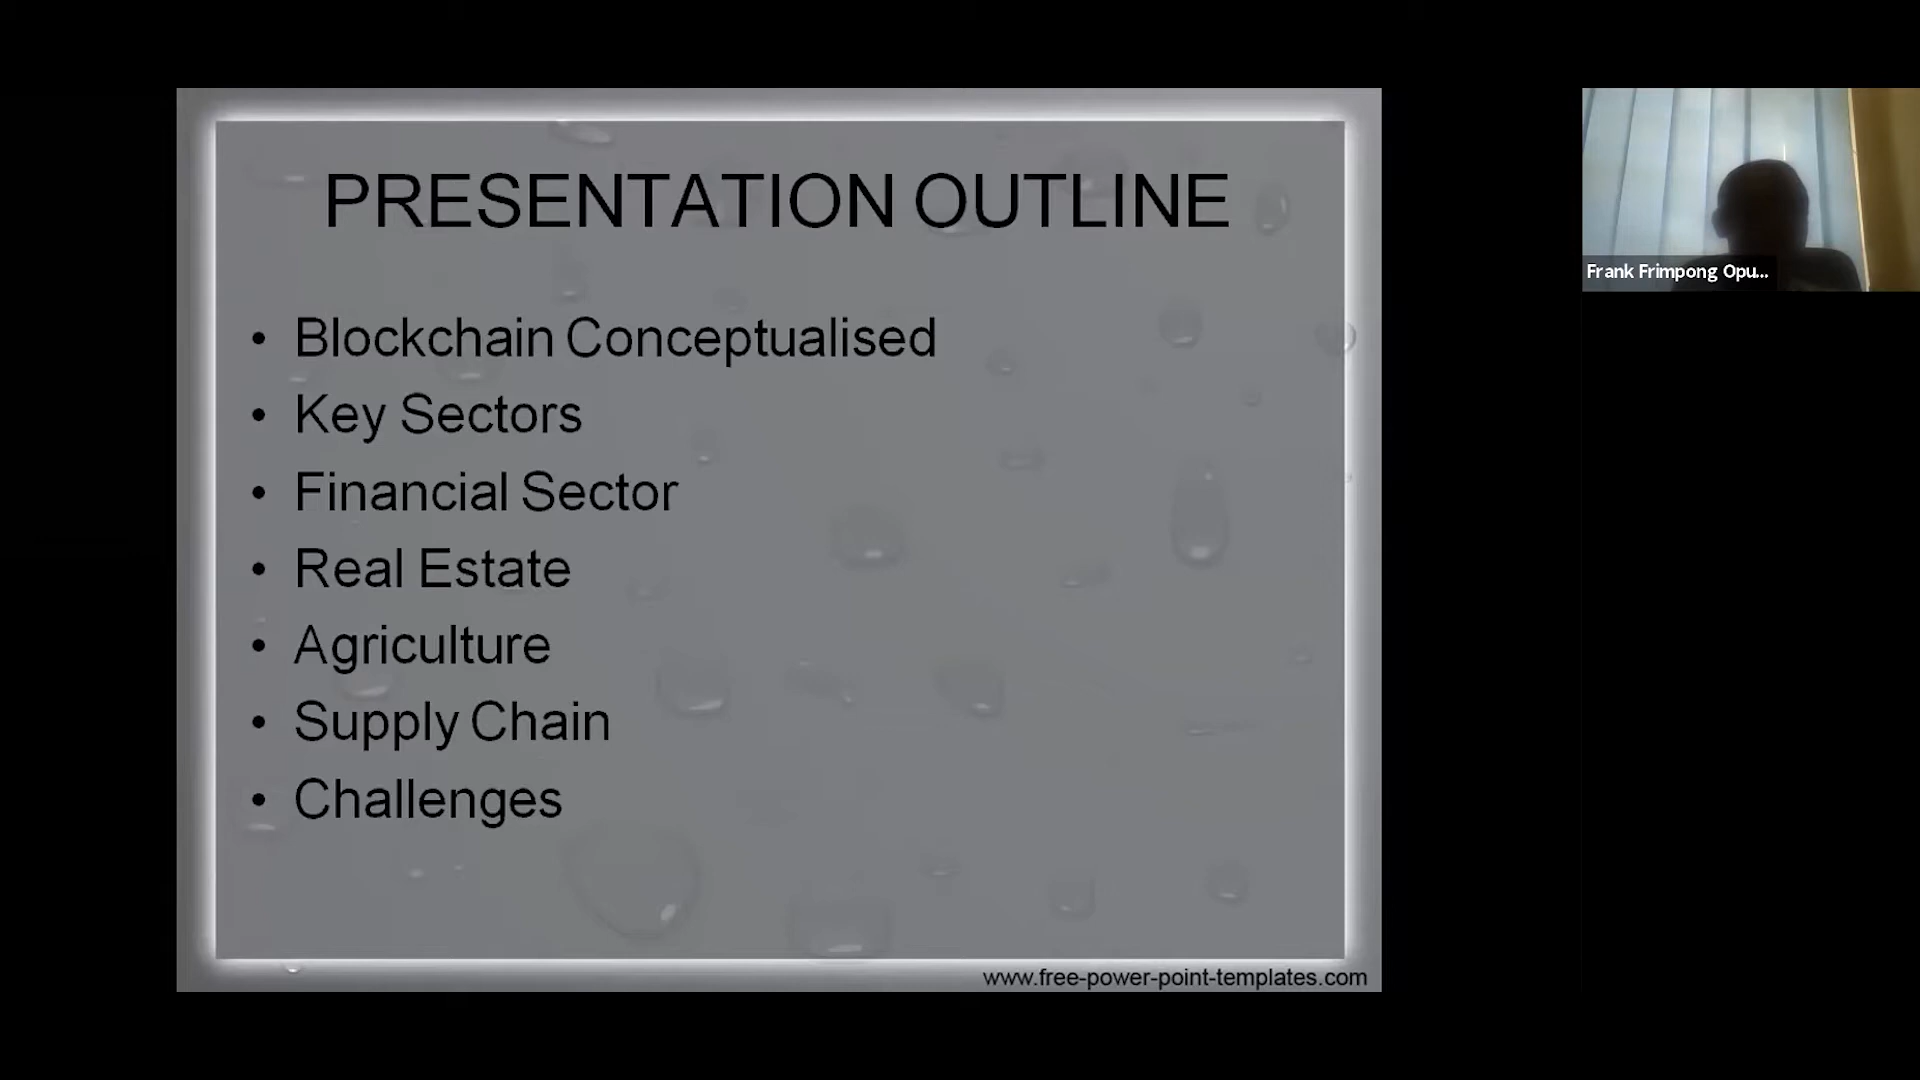 PRESENTATION OUTLINE
• Blockchain Conceptualised
• Key Sectors
• Financial Sector
• Real Estate
• Agriculture
• Supply Chain
• Challenges
www.free-power-point-templates.com
Frank Frimpong Opu...